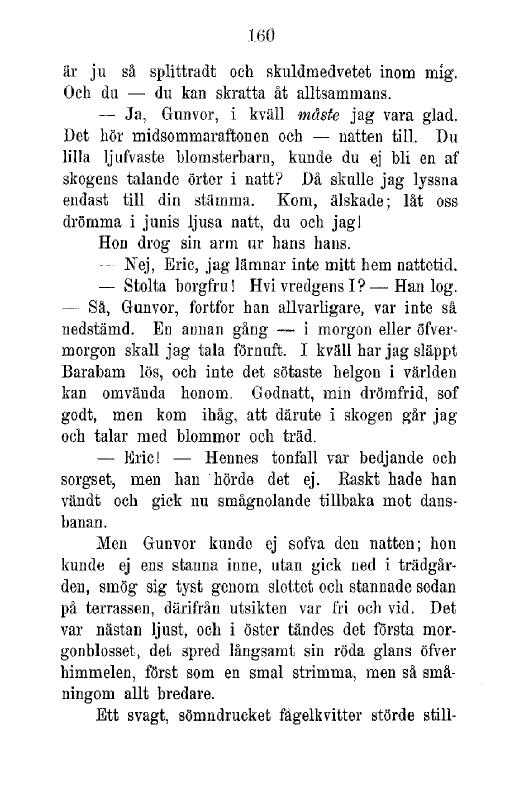 160
är ju så splittradt och skuldmedvetet inom mig.
Och du — du kan skratta åt alltsammans.
— Ja, Gunvor, i kväll måste jag vara glad.
Det hör midsommaraftonen och — natten till. Du
lilla ljufvaste blomsterbarn, kunde du ej bli en af
skogens talande örter i natt? Då skulle jag lyssna
endast till din stämma. Kom, älskade; låt oss
drömma i junis ljusa natt, du och jag!
Hon drog sin arm ur hans hans.
— Nej, Eric, jag lämnar inte mitt hem nattetid.
— Stolta borgfru! Hvi vredgens I? — Han log.
— Så, Gunvor, fortfor han allvarligare, var inte så
nedstämd. En annan gång — i morgon eller öfver-
morgon skall jag tala förnuft. I kväll har jag släppt
Barabam lös, och inte det sötaste helgon i världen
kan omvända honom. Godnatt, min drömfrid, sof
godt, men kom ihåg, att därute i skogen går jag
och talar med blommor och träd.
— Eric! — Hennes tonfall var bedjande och
sorgset, men han hörde det ej. Raskt hade han
vändt och gick nu smågnolande tillbaka mot dans-
banan.
Men Gunvor kunde ej sofva den natten; hon
kunde ej ens stanna inne, utan gick ned i trädgår-
den, smög sig tyst genom slottet och stannade sedan
på terrassen, därifrån utsikten var fri och vid. Det
var nästan ljust, och i öster tändes det första mor-
gonblosset, det spred långsamt sin röda glans öfver
himmelen, först som en smal strimma, men så små-
ningom allt bredare.
Ett svagt, sömndrucket fågelkvitter störde still-